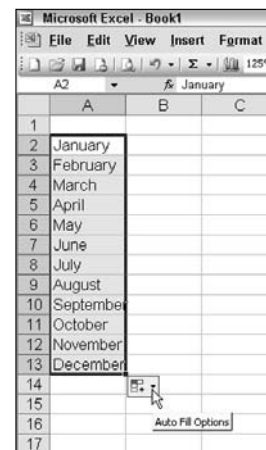 Microsoft Excel - Book1
File Edit View Insert Format
Σ 125%
A2 fx January
A B C
1
2 January
3 February
4 March
5 April
6 May
7 June
8 July
9 August
10 September
11 October
12 November
13 December
14
15
16 Auto Fill Options
17